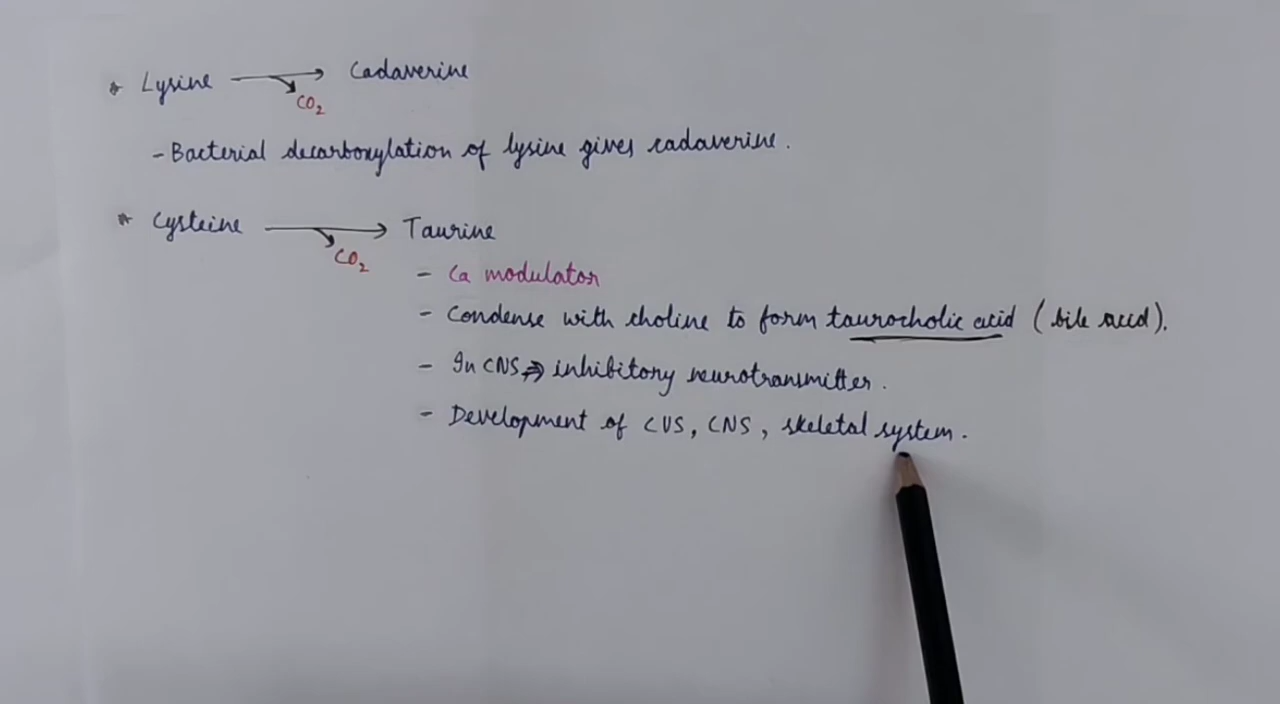 * Lysine → Cadaverine
CO2
- Bacterial decarboxylation of lysine gives cadaverine.
* Cysteine → Taurine
CO2
- Ca modulator
- Condense with choline to form taurocholic acid (bile acid).
- In CNS ⇒ inhibitory neurotransmitter.
- Development of CVS, CNS, skeletal system.